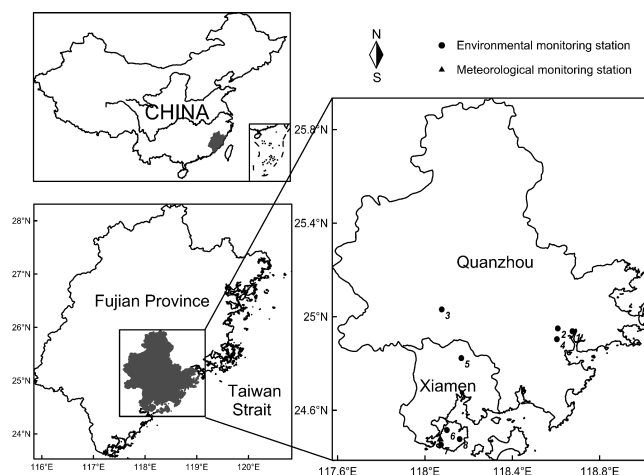 N
S
Environmental monitoring station
Meteorological monitoring station
CHINA
28°N
27°N
26°N
25°N
24°N
116°E
117°E
118°E
119°E
120°E
Fujian Province
Taiwan
Strait
25.8°N
25.4°N
25°N
24.6°N
117.6°E
118°E
118.4°E
118.8°E
Quanzhou
Xiamen
3
2
4
5
6
8